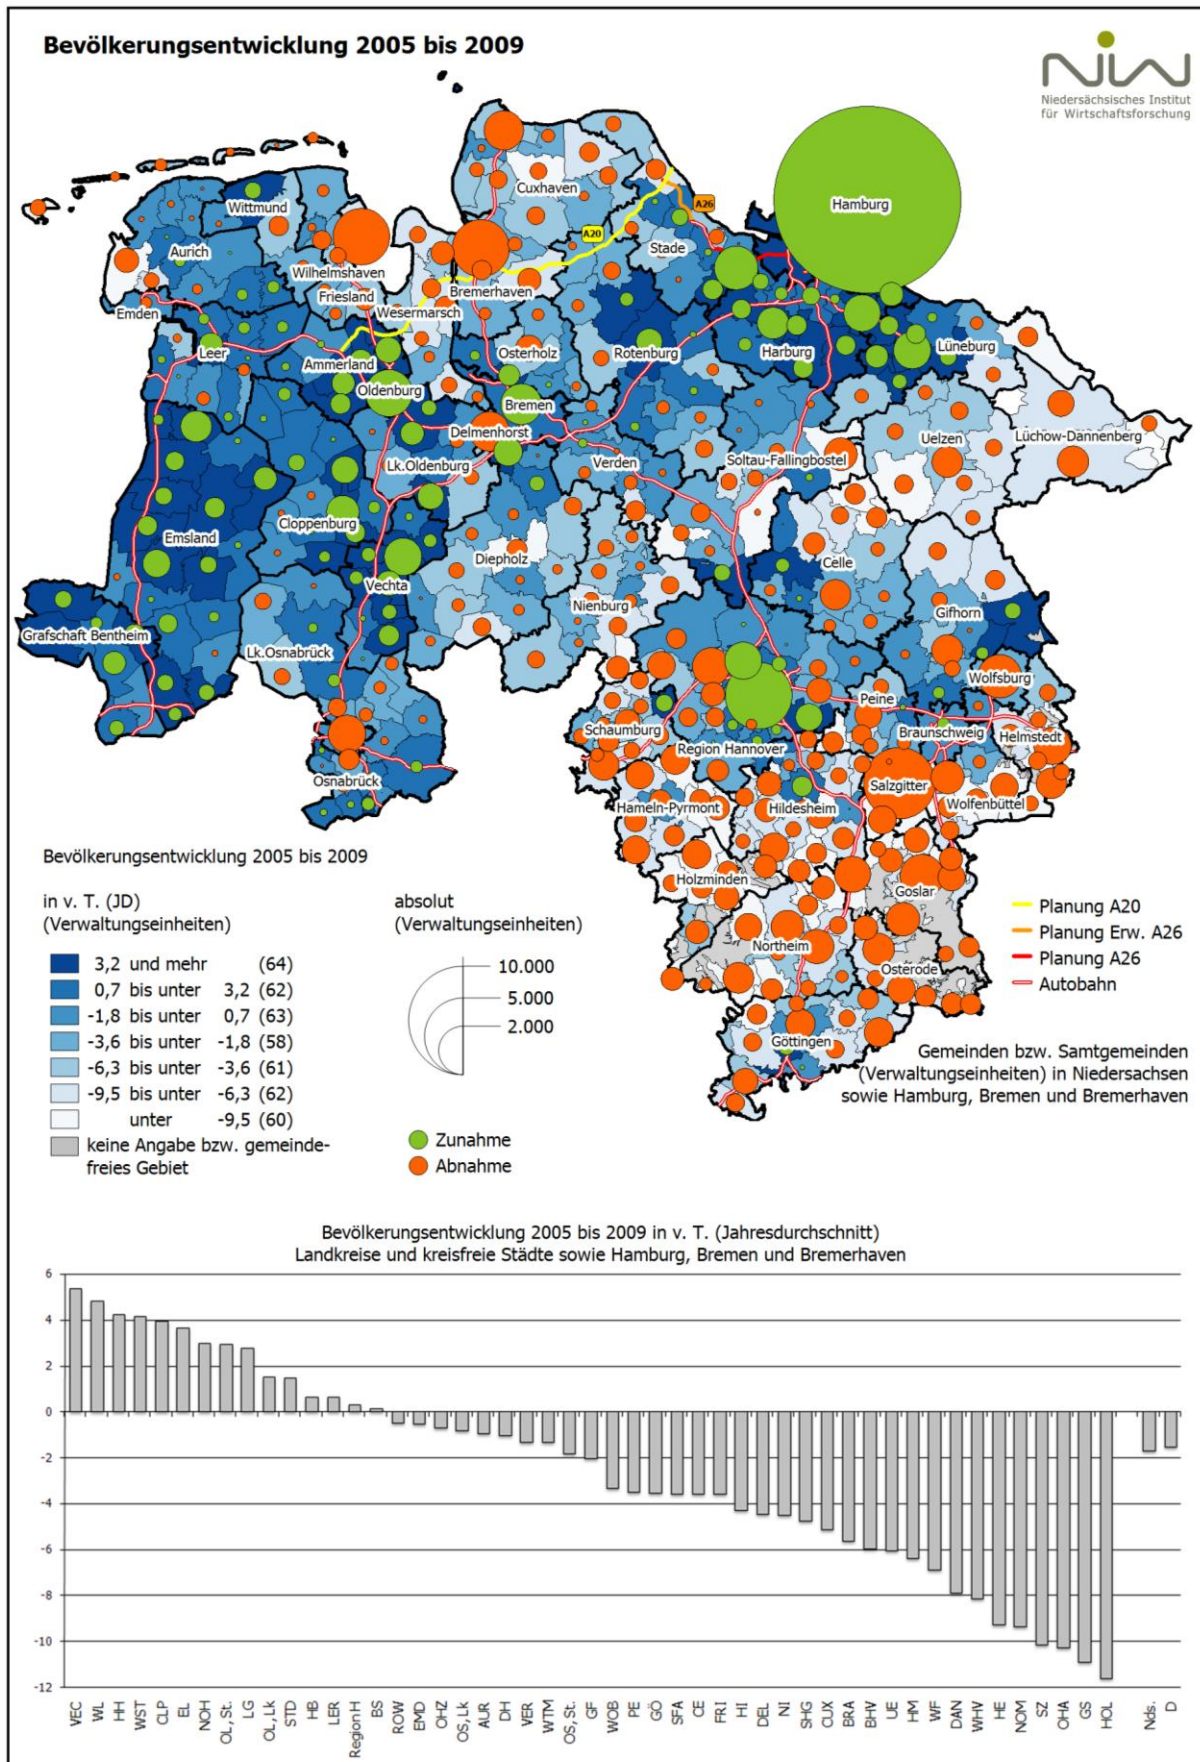 Bevölkerungsentwicklung 2005 bis 2009
NIW
Niedersächsisches Institut
für Wirtschaftsforschung
Hamburg
Cuxhaven
A26
Wittmund
A20
Stade
Aurich
Wilhelmshaven
Bremerhaven
Friesland
Emden
Wesermarsch
Leer
Osterholz
Rotenburg
Harburg
Lüneburg
Ammerland
Oldenburg
Bremen
Delmenhorst
Uelzen
Lüchow-Dannenberg
Lk.Oldenburg
Verden
Soltau-Fallingbostel
Cloppenburg
Emsland
Diepholz
Celle
Vechta
Nienburg
Gifhorn
Grafschaft Bentheim
Lk.Osnabrück
Wolfsburg
Peine
Schaumburg
Braunschweig
Helmstedt
Region Hannover
Osnabrück
Salzgitter
Hameln-Pyrmont
Hildesheim
Wolfenbüttel
Holzminden
Goslar
Northeim
Osterode
Göttingen
Bevölkerungsentwicklung 2005 bis 2009
in v. T. (JD)
(Verwaltungseinheiten)
3,2 und mehr (64)
0,7 bis unter 3,2 (62)
-1,8 bis unter 0,7 (63)
-3,6 bis unter -1,8 (58)
-6,3 bis unter -3,6 (61)
-9,5 bis unter -6,3 (62)
unter -9,5 (60)
keine Angabe bzw. gemeinde-
freies Gebiet
absolut
(Verwaltungseinheiten)
10.000
5.000
2.000
Zunahme
Abnahme
Planung A20
Planung Erw. A26
Planung A26
Autobahn
Gemeinden bzw. Samtgemeinden
(Verwaltungseinheiten) in Niedersachsen
sowie Hamburg, Bremen und Bremerhaven
Bevölkerungsentwicklung 2005 bis 2009 in v. T. (Jahresdurchschnitt)
Landkreise und kreisfreie Städte sowie Hamburg, Bremen und Bremerhaven
6
4
2
0
-2
-4
-6
-8
-10
-12
VEC
WL
HH
WST
CLP
EL
NOH
OL, St.
LG
OL, Lk
STD
HB
LER
Region H
BS
ROW
EMD
OHZ
OS, Lk
AUR
DH
VER
WTM
OS, St.
GF
WOB
PE
GÖ
SFA
CE
FRI
HI
DEL
NI
SHG
CUX
BRA
BHV
UE
HM
WF
DAN
WHV
HE
NOM
SZ
OHA
GS
HOL
Nds.
D